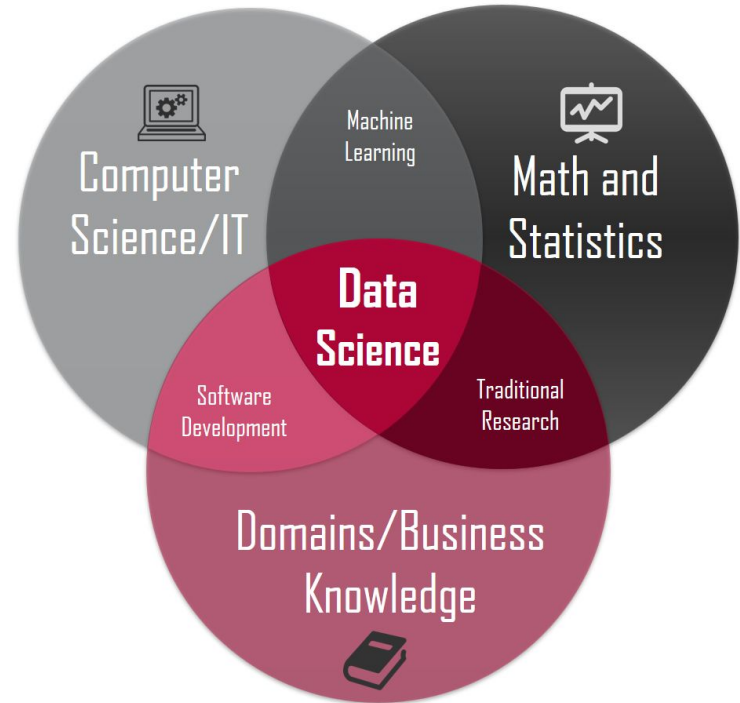 Machine
Learning
Computer
Science/IT
Math and
Statistics
Data
Science
Software
Development
Traditional
Research
Domains/Business
Knowledge